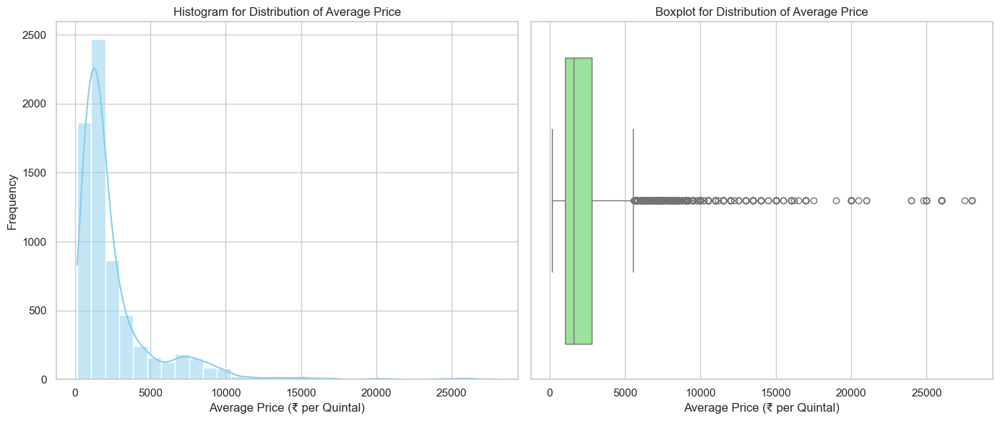 Histogram for Distribution of Average Price
Frequency
2500
2000
1500
1000
500
0
0 5000 10000 15000 20000 25000
Average Price (₹ per Quintal)
Boxplot for Distribution of Average Price
0 5000 10000 15000 20000 25000
Average Price (₹ per Quintal)